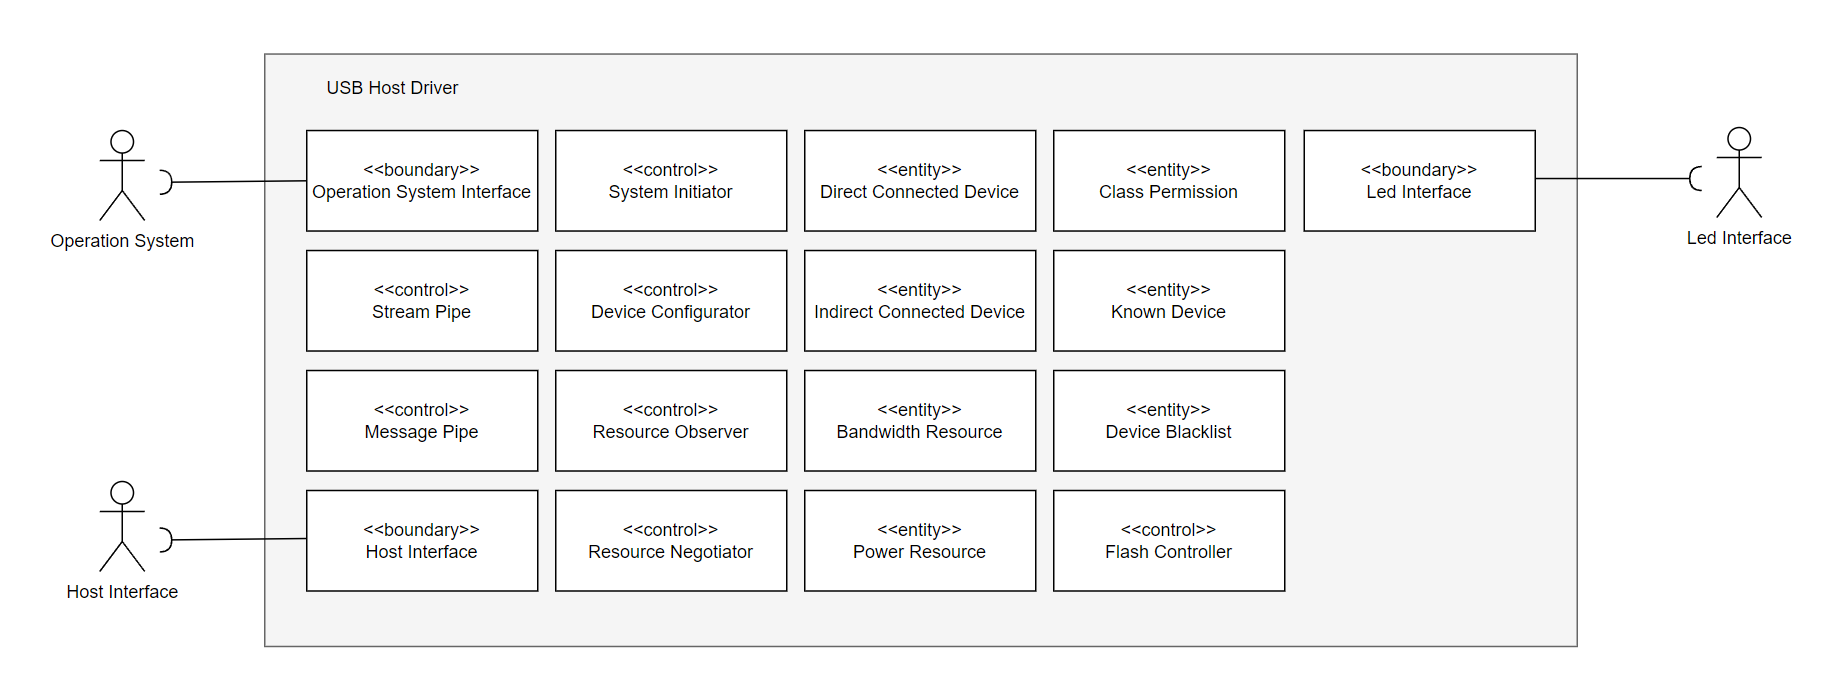 USB Host Driver
<<boundary>>
Operation System Interface
<<control>>
System Initiator
<<entity>>
Direct Connected Device
<<entity>>
Class Permission
<<boundary>>
Led Interface
Operation System
Led Interface
<<control>>
Stream Pipe
<<control>>
Device Configurator
<<entity>>
Indirect Connected Device
<<entity>>
Known Device
<<control>>
Message Pipe
<<control>>
Resource Observer
<<entity>>
Bandwidth Resource
<<entity>>
Device Blacklist
<<boundary>>
Host Interface
<<control>>
Resource Negotiator
<<entity>>
Power Resource
<<control>>
Flash Controller
Host Interface